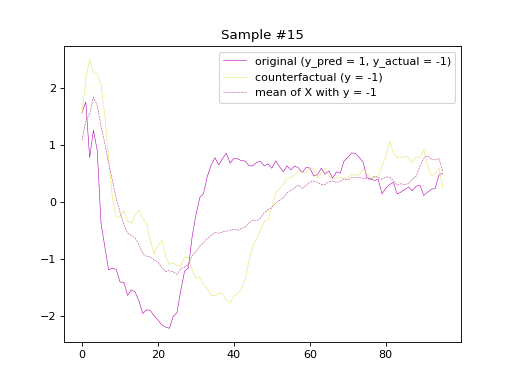 Sample #15
original (y_pred = 1, y_actual = -1)
counterfactual (y = -1)
mean of X with y = -1
2
1
0
−1
−2
0 20 40 60 80